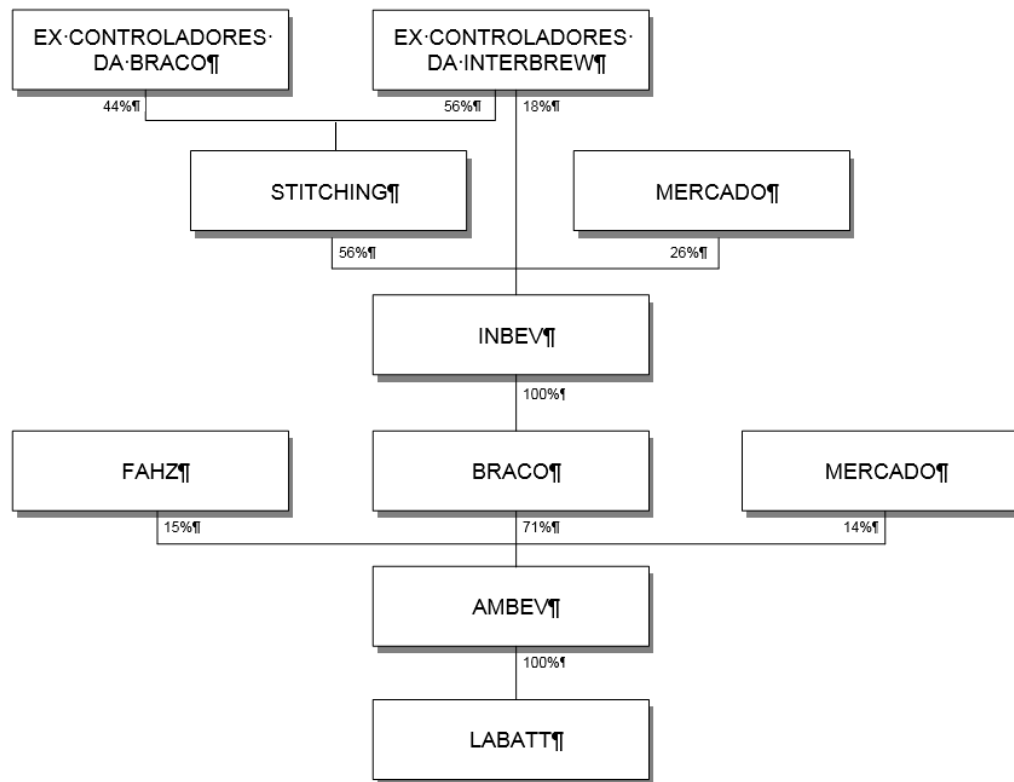 EX·CONTROLADORES· EX·CONTROLADORES·
DA·BRACO¶ DA·INTERBREW¶
44%¶ 56%¶ 18%¶
STITCHING¶ MERCADO¶
56%¶ 26%¶
INBEV¶
100%¶
FAHZ¶ BRACO¶ MERCADO¶
15%¶ 71%¶ 14%¶
AMBEV¶
100%¶
LABATT¶